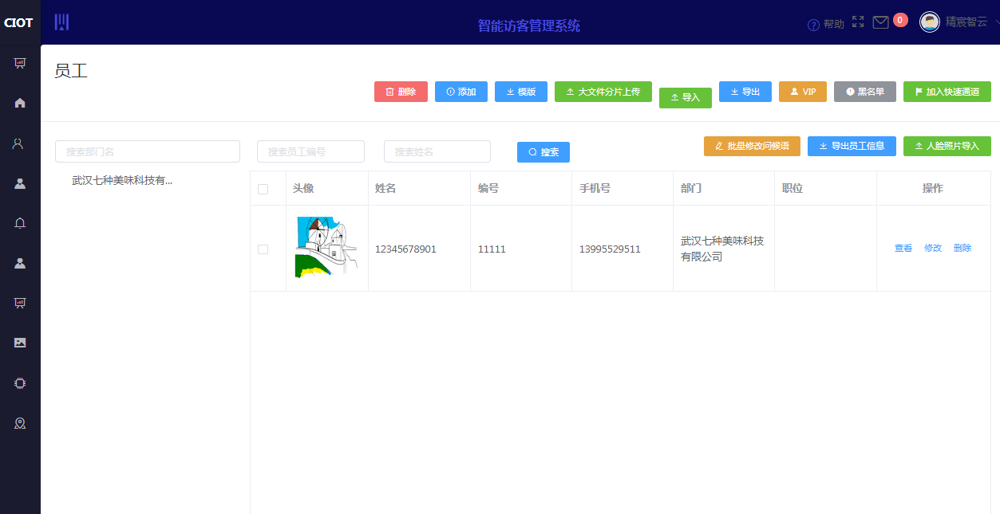 CIOT
智能访客管理系统
帮助
0
精宸智云
员工
删除
添加
模版
大文件分片上传
导入
导出
VIP
黑名单
加入快速通道
搜索部门名
搜索员工编号
搜索姓名
搜索
批量修改问候语
导出员工信息
人脸照片导入
武汉七种美味科技有...
头像
姓名
编号
手机号
部门
职位
操作
12345678901
11111
13995529511
武汉七种美味科技
有限公司
查看
修改
删除